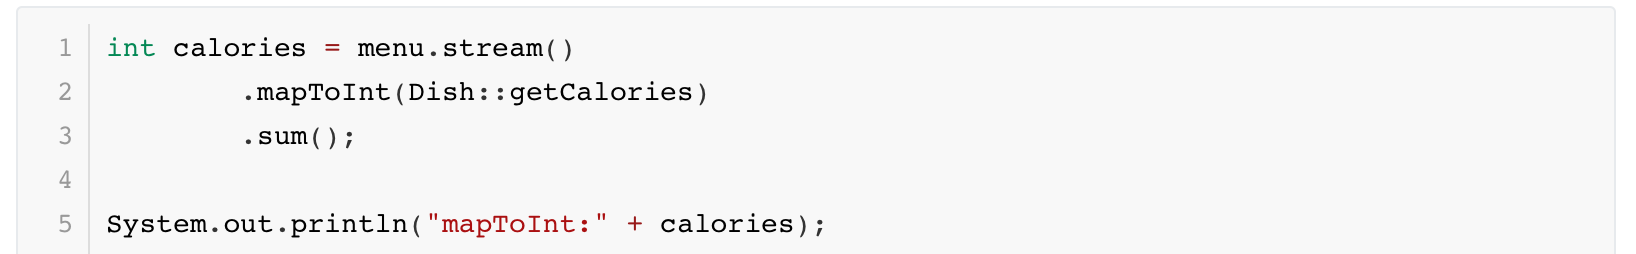 1 int calories = menu.stream()
2 .mapToInt(Dish::getCalories)
3 .sum();
4
5 System.out.println("mapToInt:" + calories);